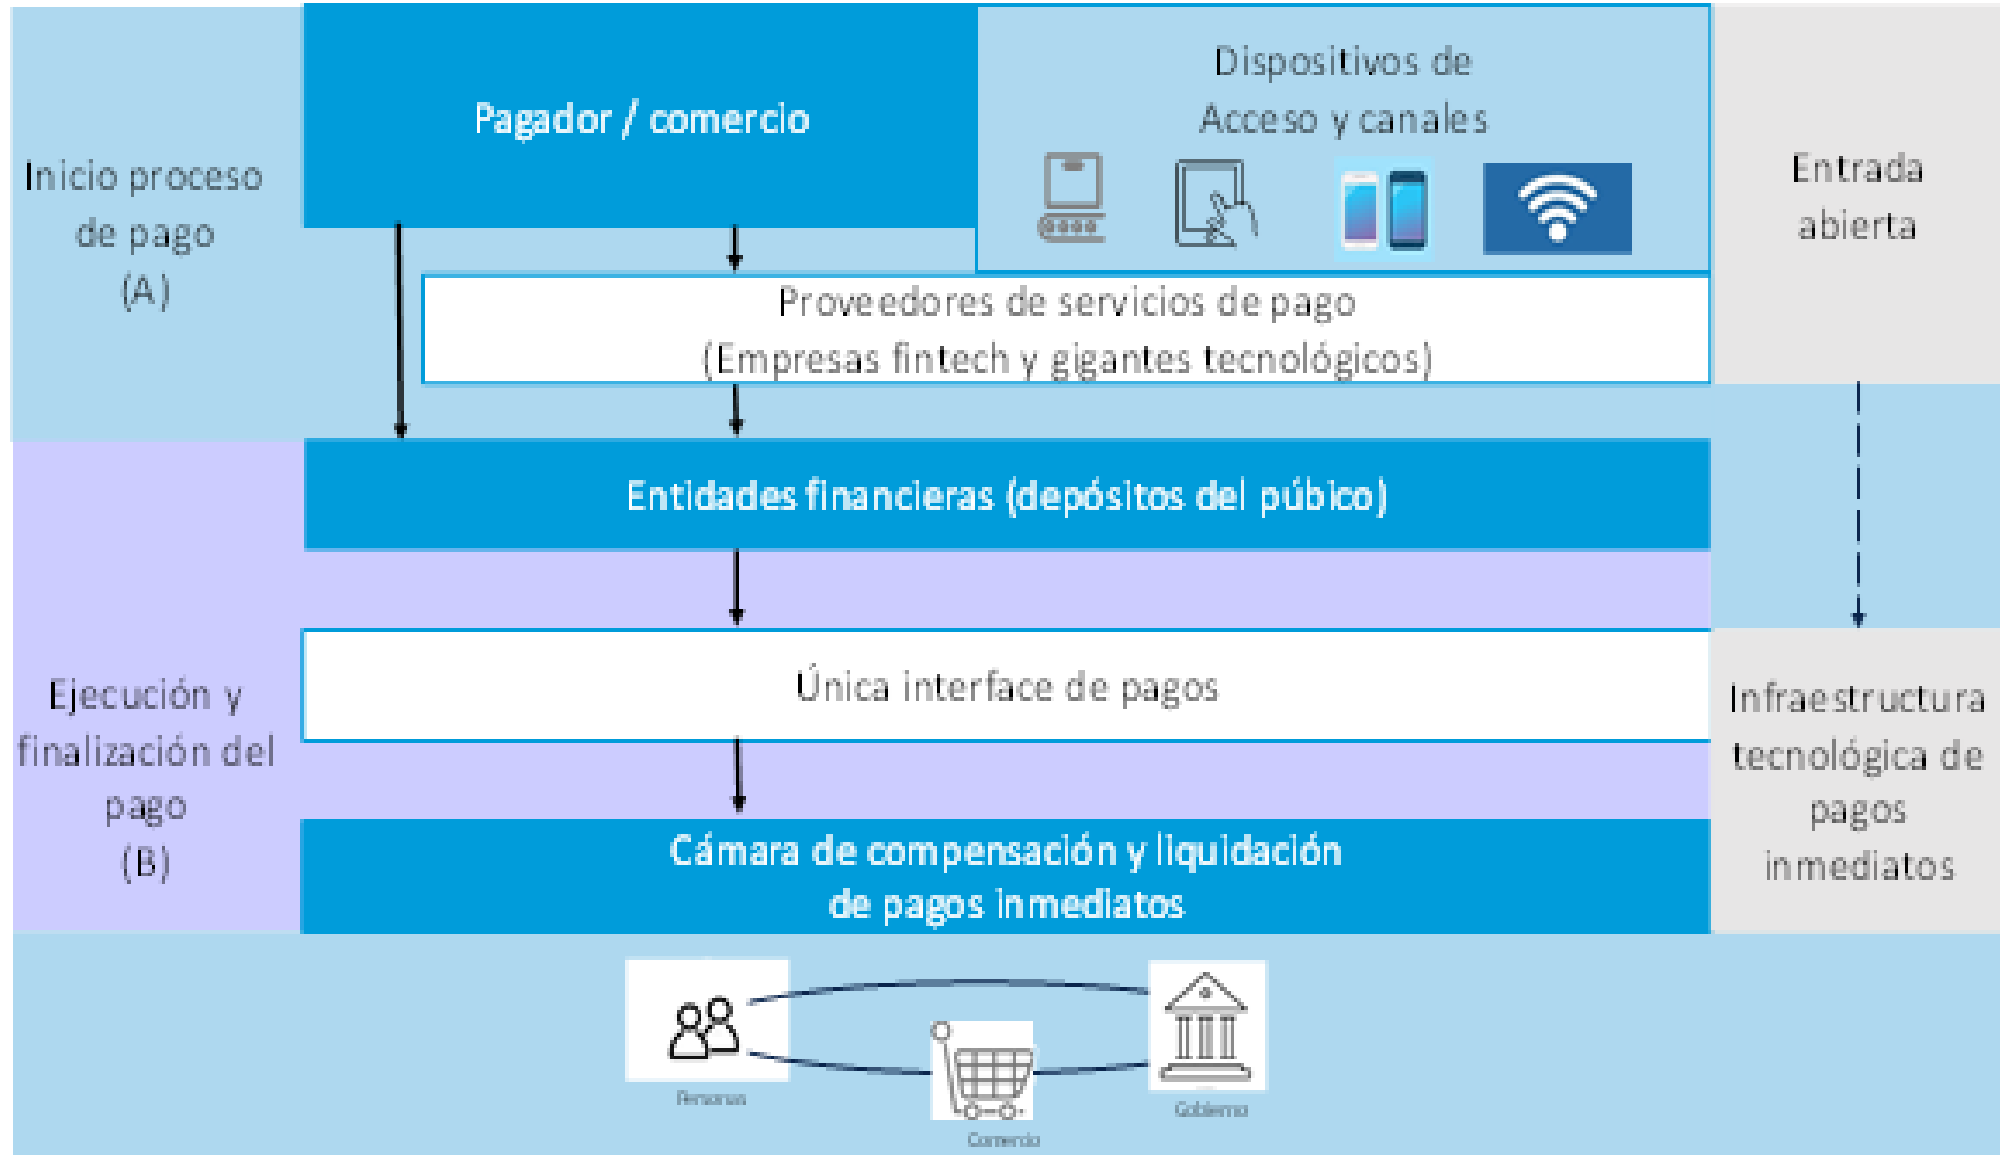 Pagador / comercio
Dispositivos de
Acceso y canales
Inicio proceso
de pago
(A)
Entrada
abierta
Proveedores de servicios de pago
(Empresas fintech y gigantes tecnológicos)
Entidades financieras (depósitos del púbico)
Única interface de pagos
Ejecución y
finalización del
pago
(B)
Infraestructura
tecnológica de
pagos
inmediatos
Cámara de compensación y liquidación
de pagos inmediatos
Personas
Comercio
Gobierno